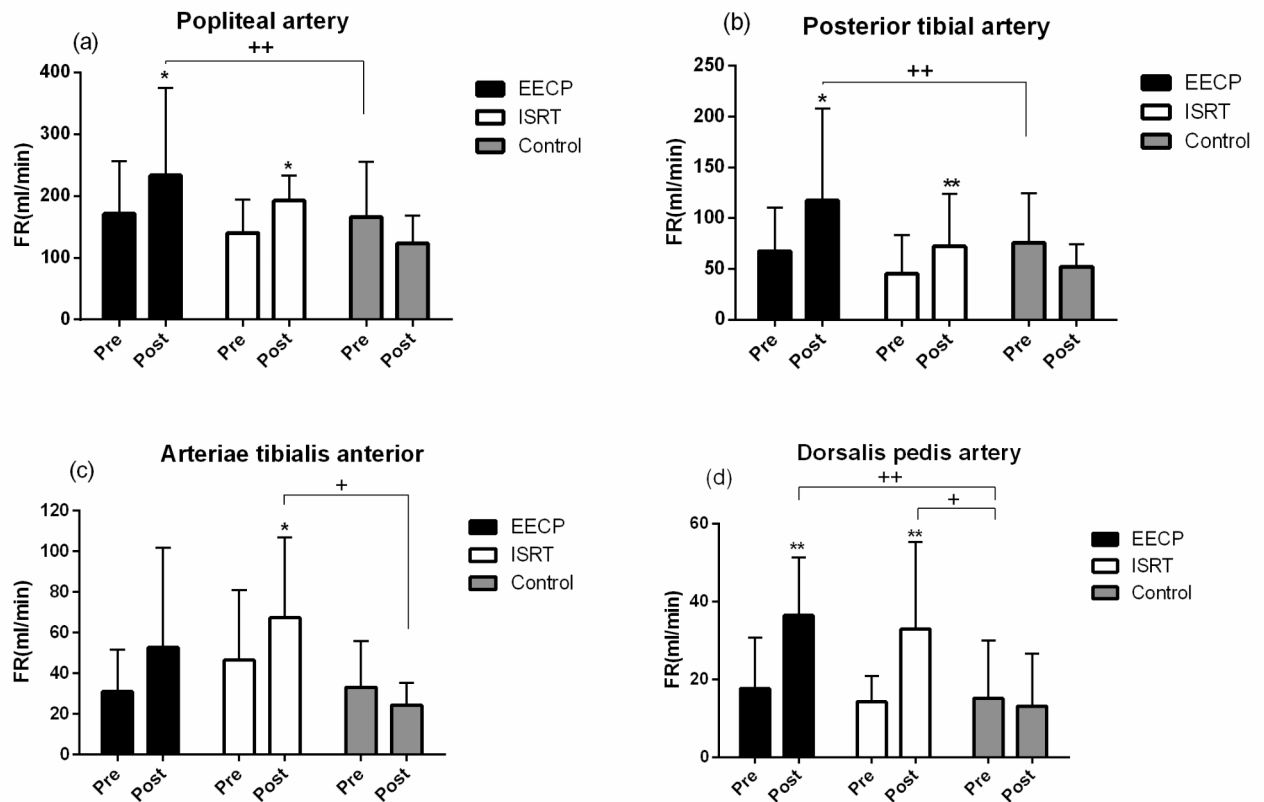 Popliteal artery
(a)
++
400
300
200
100
0
FR(ml/min)
*
*
Pre Post Pre Post Pre Post
EECP
ISRT
Control
Posterior tibial artery
(b)
++
250
200
150
100
50
0
FR(ml/min)
*
**
Pre Post Pre Post Pre Post
EECP
ISRT
Control
Arteriae tibialis anterior
(c)
+
120
100
80
60
40
20
0
FR(ml/min)
*
Pre Post Pre Post Pre Post
EECP
ISRT
Control
Dorsalis pedis artery
(d)
++
+
60
40
20
0
FR(ml/min)
**
**
Pre Post Pre Post Pre Post
EECP
ISRT
Control